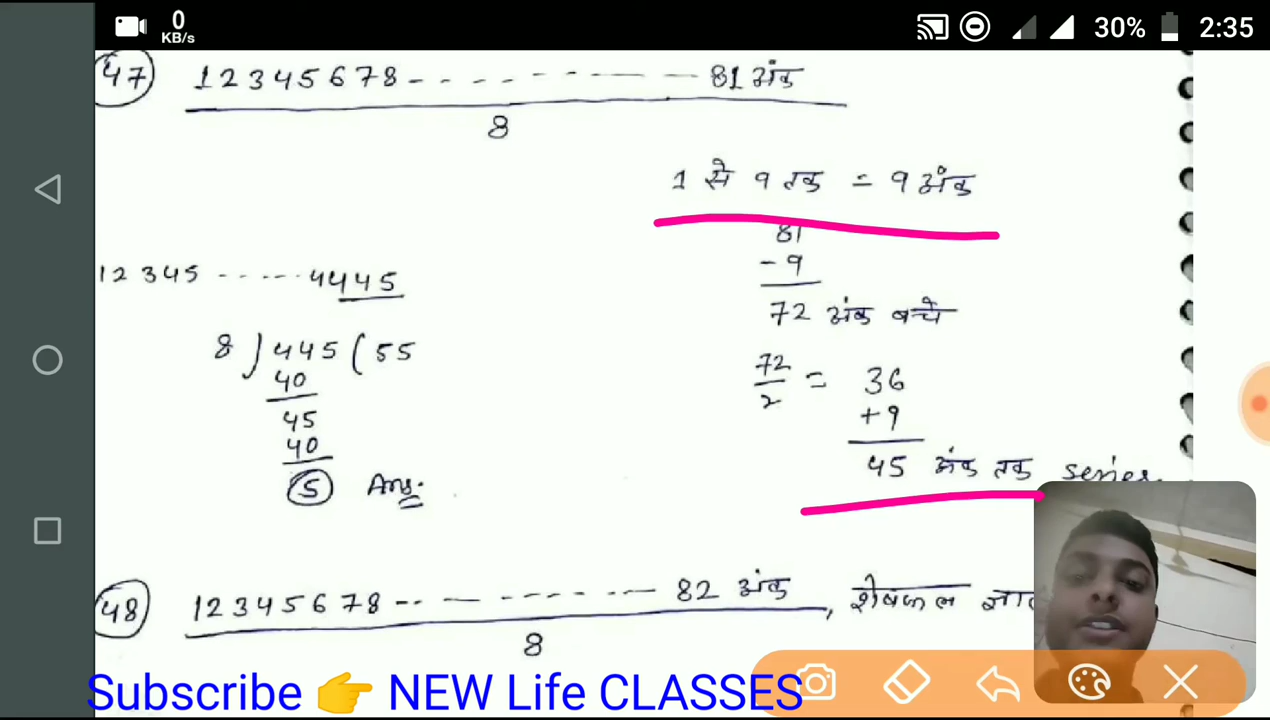 0 KB/s 30% 2:35
47 12345678 - - - - - - - 81 अंक
8
1 से 9 तक = 9 अंक
81
- 9
72 अंक बचे
12345 ------ 4445
8 ) 445 ( 55
40
45
40
5 Ans.
72/2 = 36
+9
45 अंक तक series
48 12345678 - - - - - - - 82 अंक , शेषफल
8
Subscribe 👉 NEW Life CLASSES